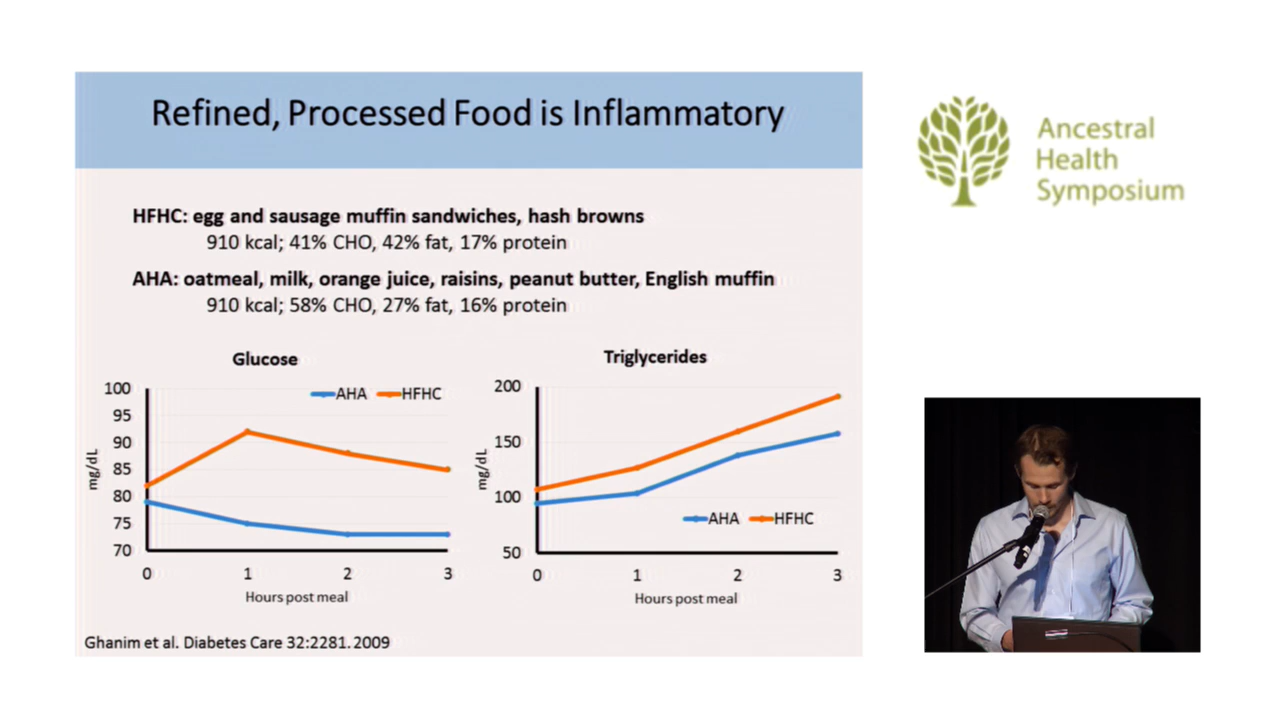 Refined, Processed Food is Inflammatory
HFHC: egg and sausage muffin sandwiches, hash browns
910 kcal; 41% CHO, 42% fat, 17% protein
AHA: oatmeal, milk, orange juice, raisins, peanut butter, English muffin
910 kcal; 58% CHO, 27% fat, 16% protein
Glucose
AHA HFHC
100
95
90
85
80
75
70
mg/dL
0 1 2 3
Hours post meal
Triglycerides
200
150
100
50
mg/dL
AHA HFHC
0 1 2 3
Hours post meal
Ghanim et al. Diabetes Care 32:2281. 2009
Ancestral
Health
Symposium